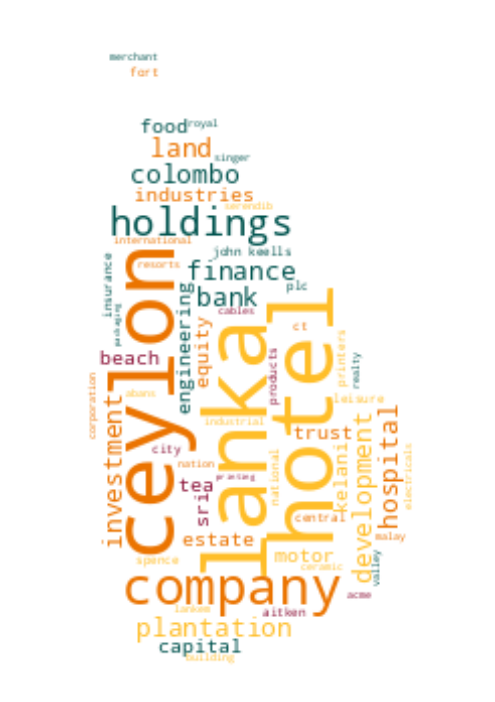 merchant
fort
food
royal
land
singer
colombo
industries
serendib
holdings
international
john keells
resorts
finance
insurance
plc
bank
packaging
cables
ceylon
engineering
equity
lanka
hotel
ct
printers
beach
products
realty
corporation
abans
leisure
investment
industrial
trust
city
kelani
development
hospital
nation
national
printing
electricals
tea
sri
central
estate
malay
motor
spence
ceramic
valley
company
acme
lankem
aitken
plantation
capital
building